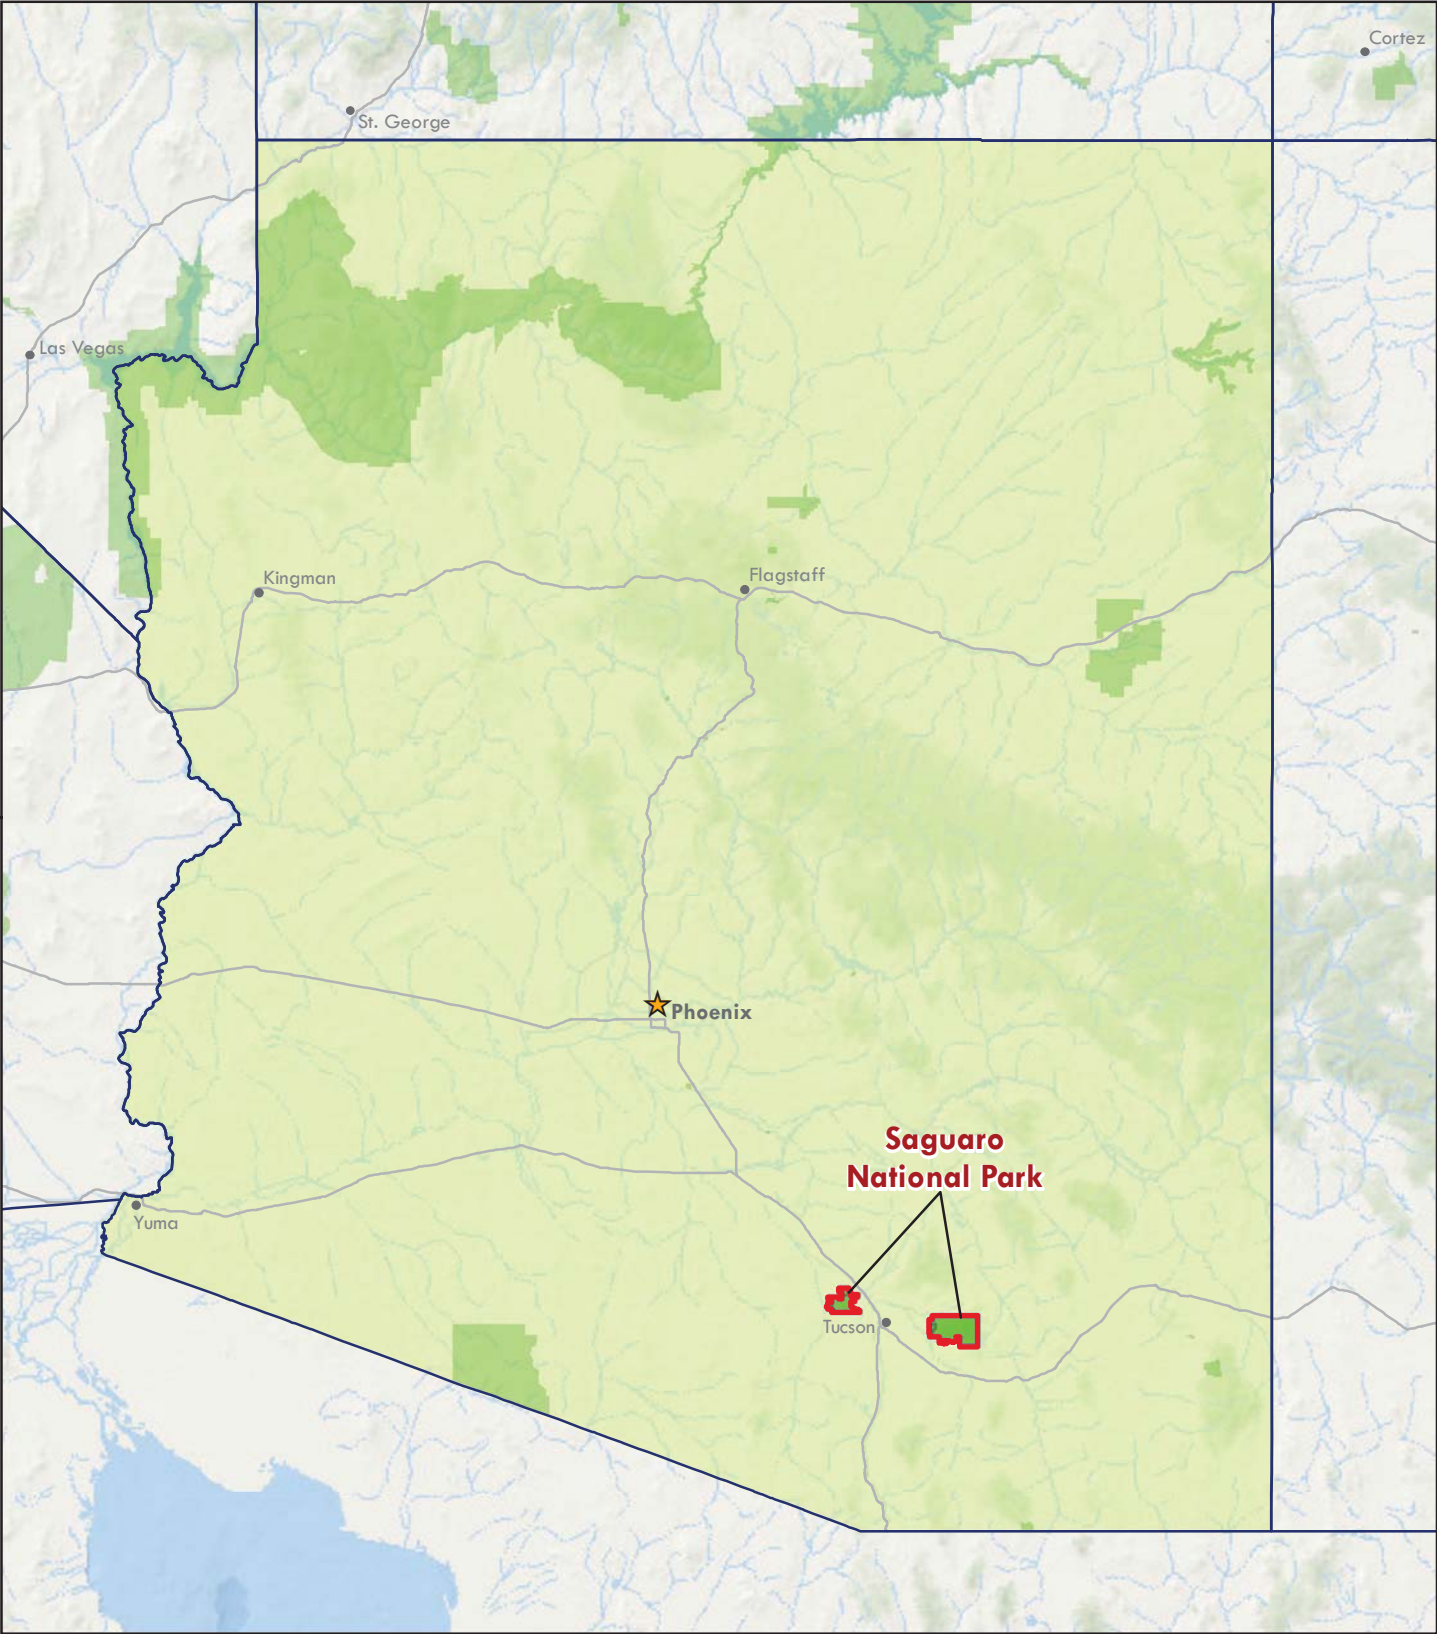 Cortez
St. George
Las Vegas
Kingman
Flagstaff
Phoenix
Saguaro
National Park
Yuma
Tucson